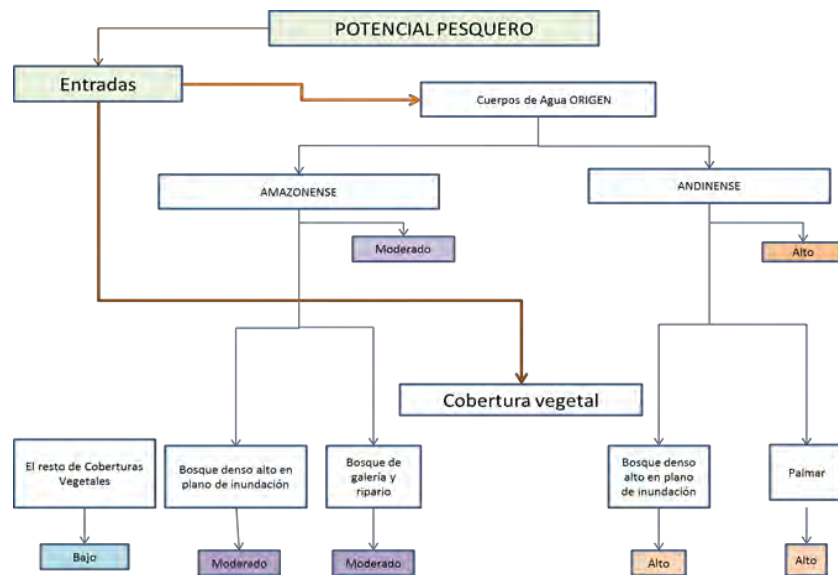 POTENCIAL PESQUERO
Entradas
Cuerpos de Agua ORIGEN
AMAZONENSE
ANDINENSE
Moderado
Alto
Cobertura vegetal
El resto de Coberturas
Vegetales
Bosque denso alto en
plano de inundación
Bosque de
galería y
ripario
Bosque denso
alto en plano
de inundación
Palmar
Bajo
Moderado
Moderado
Alto
Alto